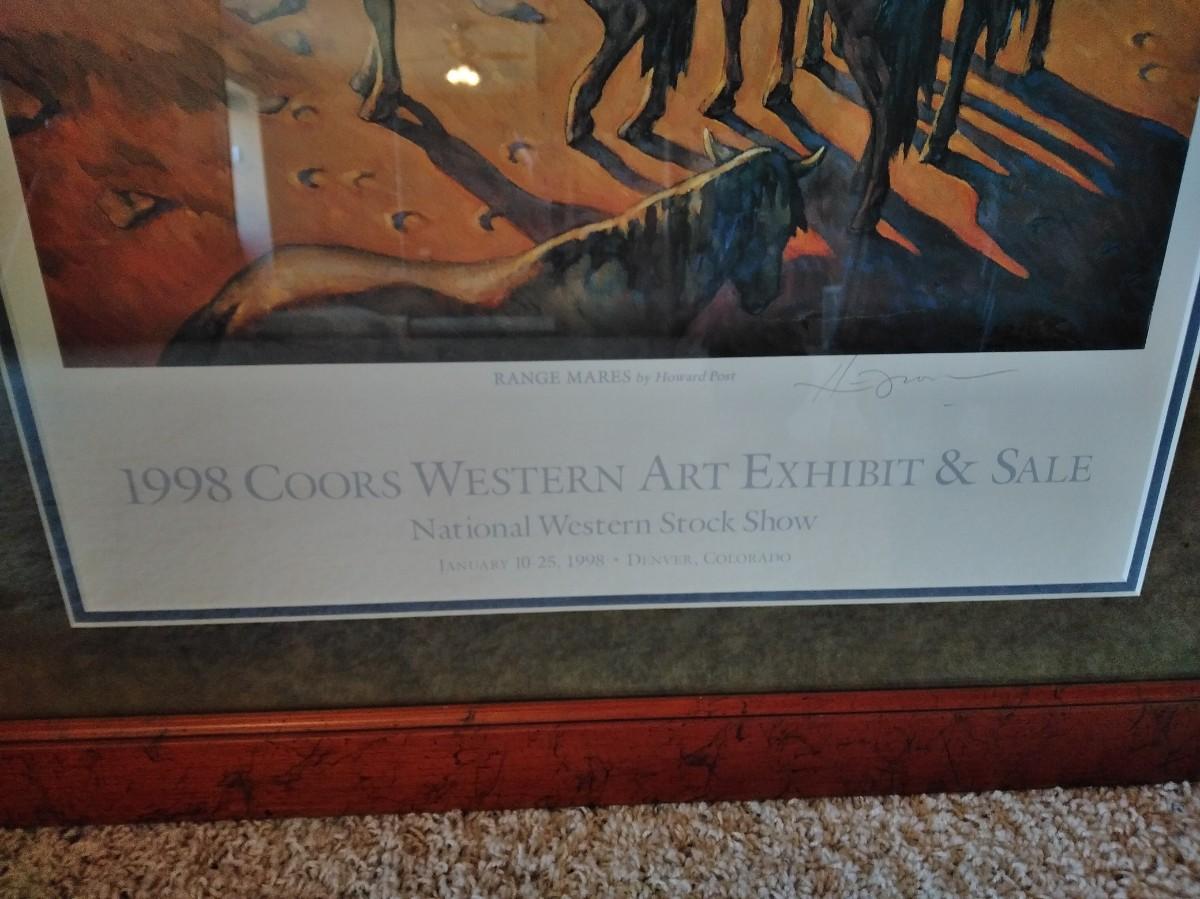 RANGE MARES by Howard Post
1998 COORS WESTERN ART EXHIBIT & SALE
National Western Stock Show
JANUARY 10-25, 1998 • DENVER, COLORADO